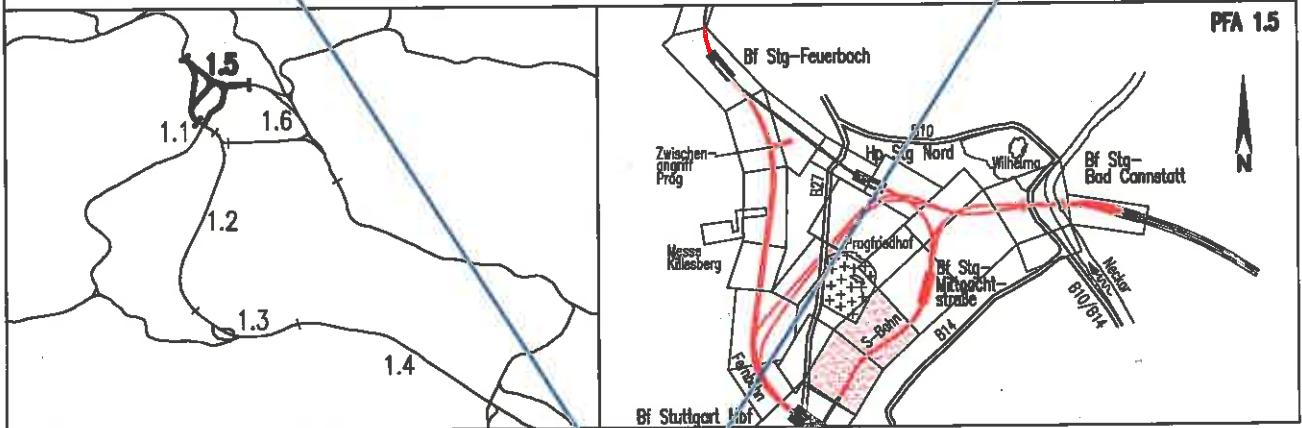 1.5
1.1
1.6
1.2
1.3
1.4
PFA 1.5
Bf Stg-Feuerbach
N
Zwischen-
angriff
Prag
B10
Hp Stg Nord
Wilhelma
Bf Stg-
Bad Cannstatt
B27
Messe
Killesberg
Pragfriedhof
Bf Stg-
Mittnacht-
straße
Neckar
B10/B14
S-Bahn
B14
Fernbahn
Bf Stuttgart Hbf